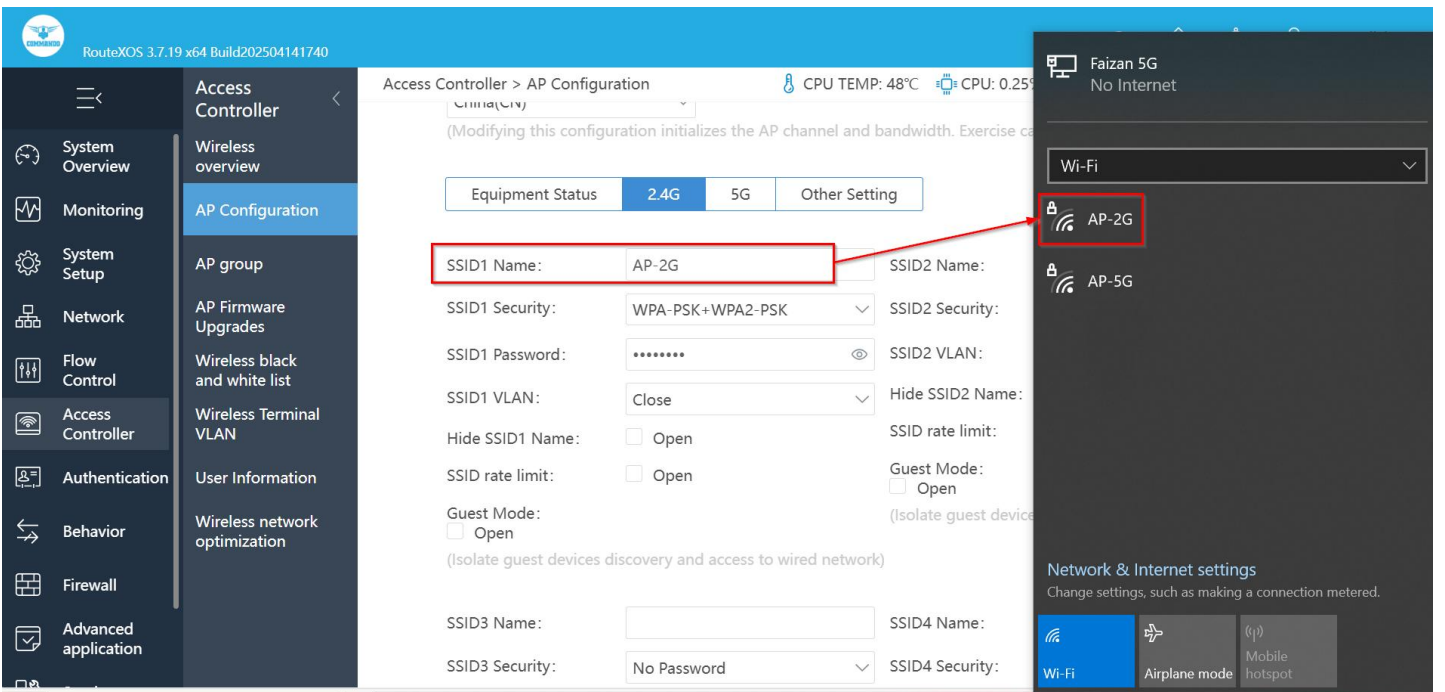 COMMANDO
RouteXOS 3.7.19 x64 Build202504141740
Access Controller
System Overview
Monitoring
System Setup
Network
Flow Control
Access Controller
Authentication
Behavior
Firewall
Advanced application
Wireless overview
AP Configuration
AP group
AP Firmware Upgrades
Wireless black and white list
Wireless Terminal VLAN
User Information
Wireless network optimization
Access Controller > AP Configuration
CPU TEMP: 48℃
CPU: 0.25
China(CN)
(Modifying this configuration initializes the AP channel and bandwidth. Exercise
Equipment Status
2.4G
5G
Other Setting
SSID1 Name:
AP-2G
SSID2 Name:
SSID1 Security:
WPA-PSK+WPA2-PSK
SSID2 Security:
SSID1 Password:
••••••••
SSID2 VLAN:
SSID1 VLAN:
Close
Hide SSID2 Name:
Hide SSID1 Name:
Open
SSID rate limit:
SSID rate limit:
Open
Guest Mode:
Open
Guest Mode:
Open
(Isolate guest device
(Isolate guest devices discovery and access to wired network)
SSID3 Name:
SSID4 Name:
SSID3 Security:
No Password
SSID4 Security:
Faizan 5G
No Internet
Wi-Fi
AP-2G
AP-5G
Network & Internet settings
Change settings, such as making a connection metered.
Wi-Fi
Airplane mode
Mobile hotspot